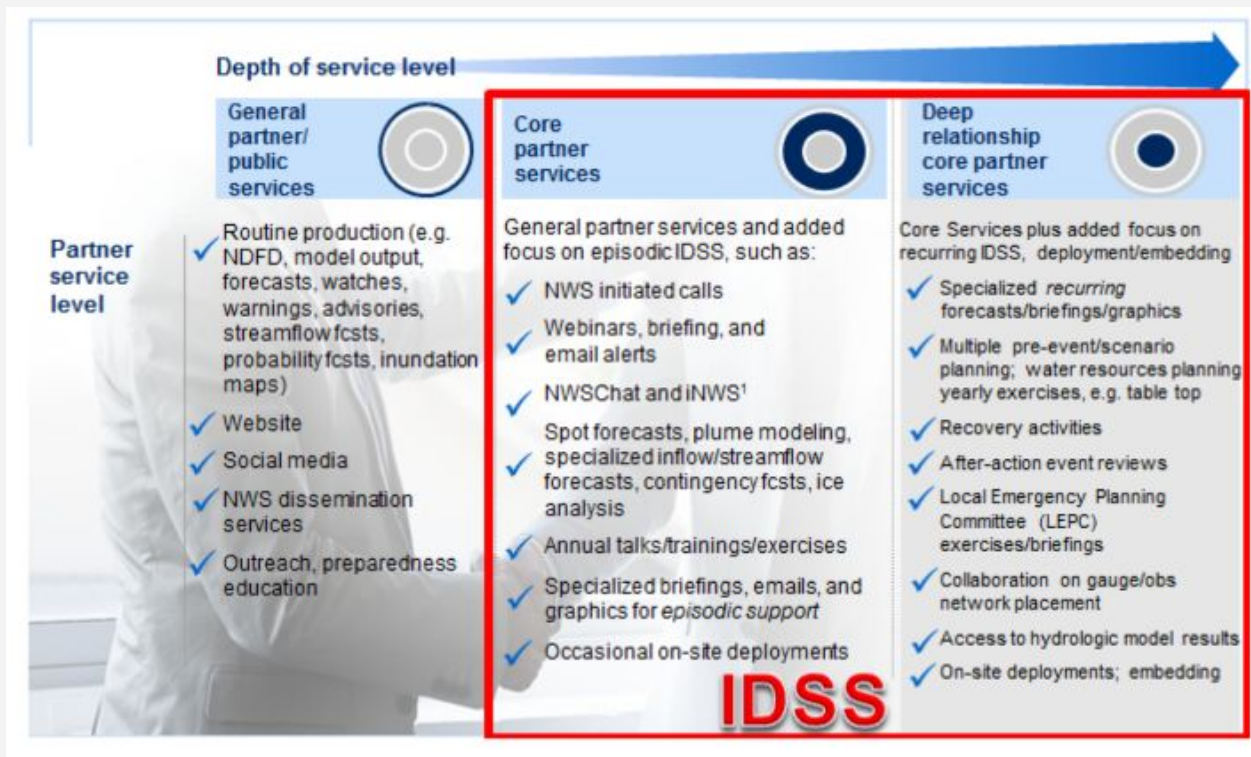 Depth of service level
General
partner/
public
services
Core
partner
services
Deep
relationship
core partner
services
Partner
service
level
Routine production (e.g.
NDFD, model output,
forecasts, watches,
warnings, advisories,
streamflow fcsts,
probability fcsts, inundation
maps)
Website
Social media
NWS dissemination
services
Outreach, preparedness
education
General partner services and added
focus on episodic IDSS, such as:
NWS initiated calls
Webinars, briefing, and
email alerts
NWSChat and iNWS¹
Spot forecasts, plume modeling,
specialized inflow/streamflow
forecasts, contingency fcsts, ice
analysis
Annual talks/trainings/exercises
Specialized briefings, emails, and
graphics for episodic support
Occasional on-site deployments
Core Services plus added focus on
recurring IDSS, deployment/embedding
Specialized recurring
forecasts/briefings/graphics
Multiple pre-event/scenario
planning; water resources planning
yearly exercises, e.g. table top
Recovery activities
After-action event reviews
Local Emergency Planning
Committee (LEPC)
exercises/briefings
Collaboration on gauge/obs
network placement
Access to hydrologic model results
On-site deployments; embedding
IDSS